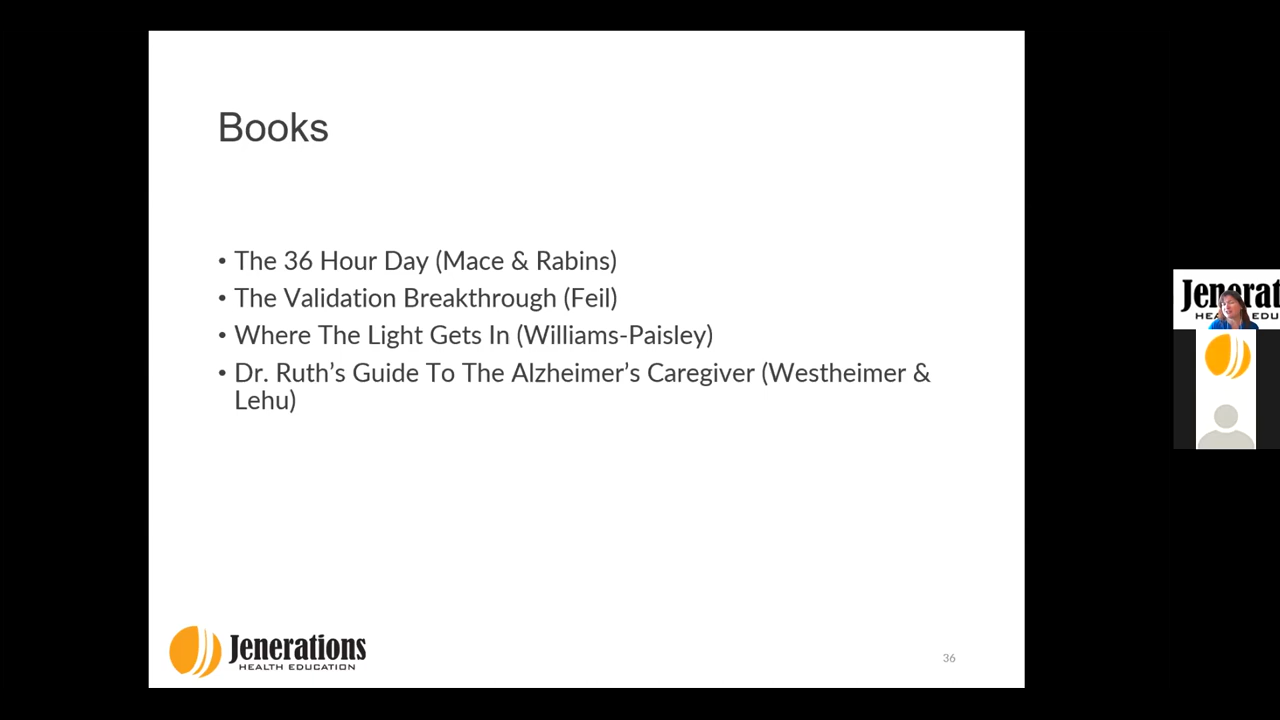 Books
• The 36 Hour Day (Mace & Rabins)
• The Validation Breakthrough (Feil)
• Where The Light Gets In (Williams-Paisley)
• Dr. Ruth’s Guide To The Alzheimer’s Caregiver (Westheimer &
Lehu)
Jenerations
HEALTH EDUCATION
36